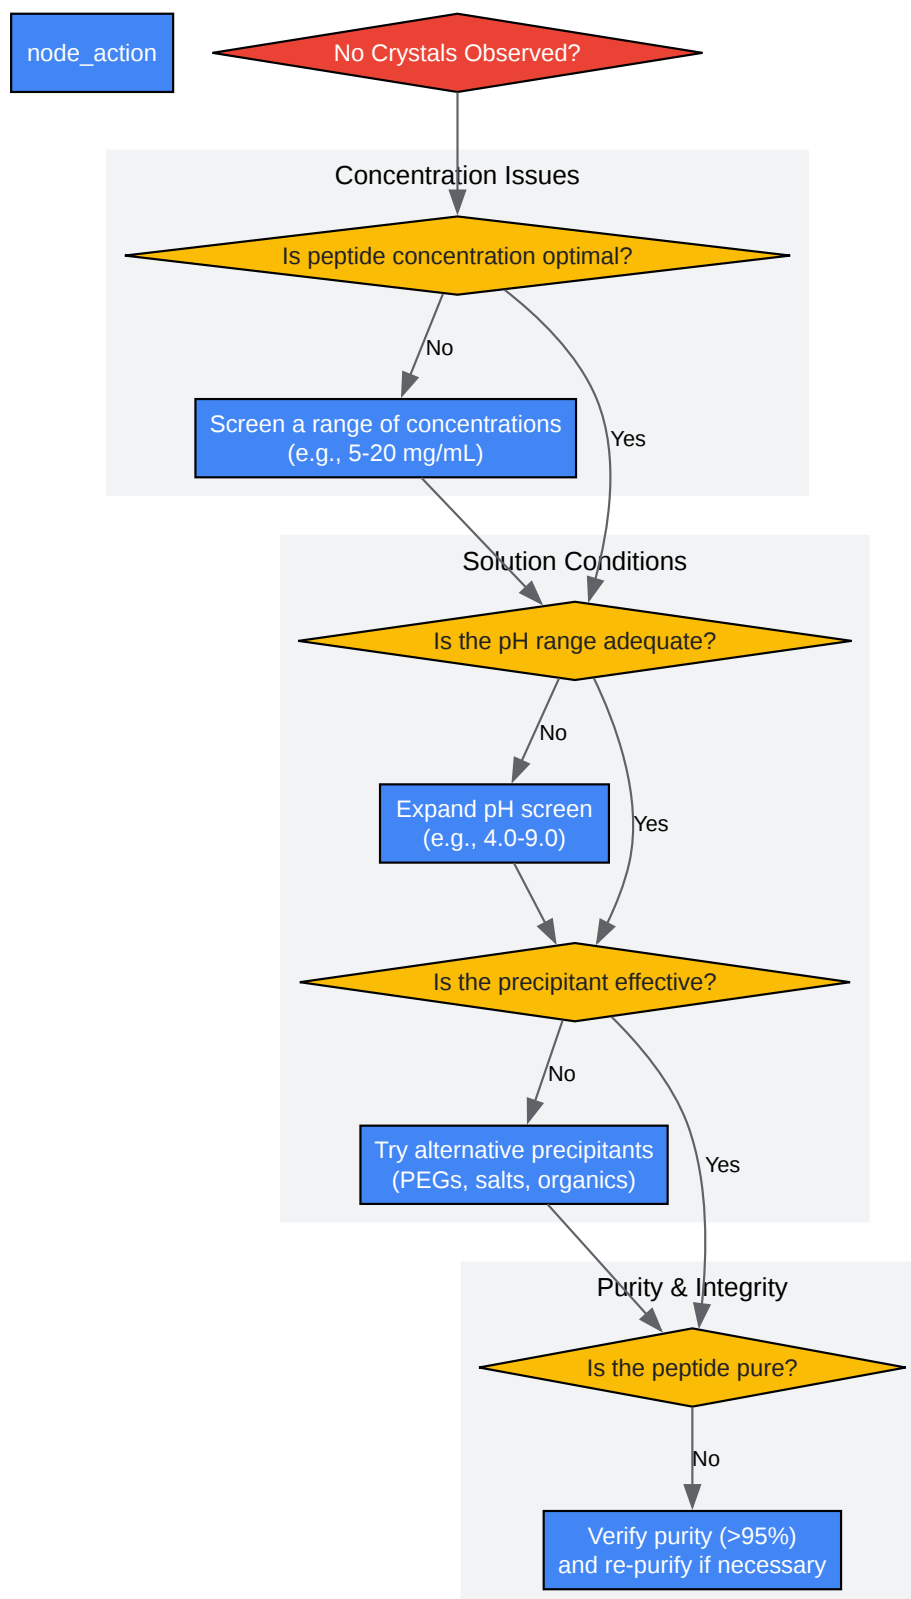 node_action
No Crystals Observed?
Concentration Issues
Is peptide concentration optimal?
No
Screen a range of concentrations
(e.g., 5-20 mg/mL)
Yes
Solution Conditions
Is the pH range adequate?
No
Expand pH screen
(e.g., 4.0-9.0)
Yes
Is the precipitant effective?
No
Try alternative precipitants
(PEGs, salts, organics)
Yes
Purity & Integrity
Is the peptide pure?
No
Verify purity (>95%)
and re-purify if necessary